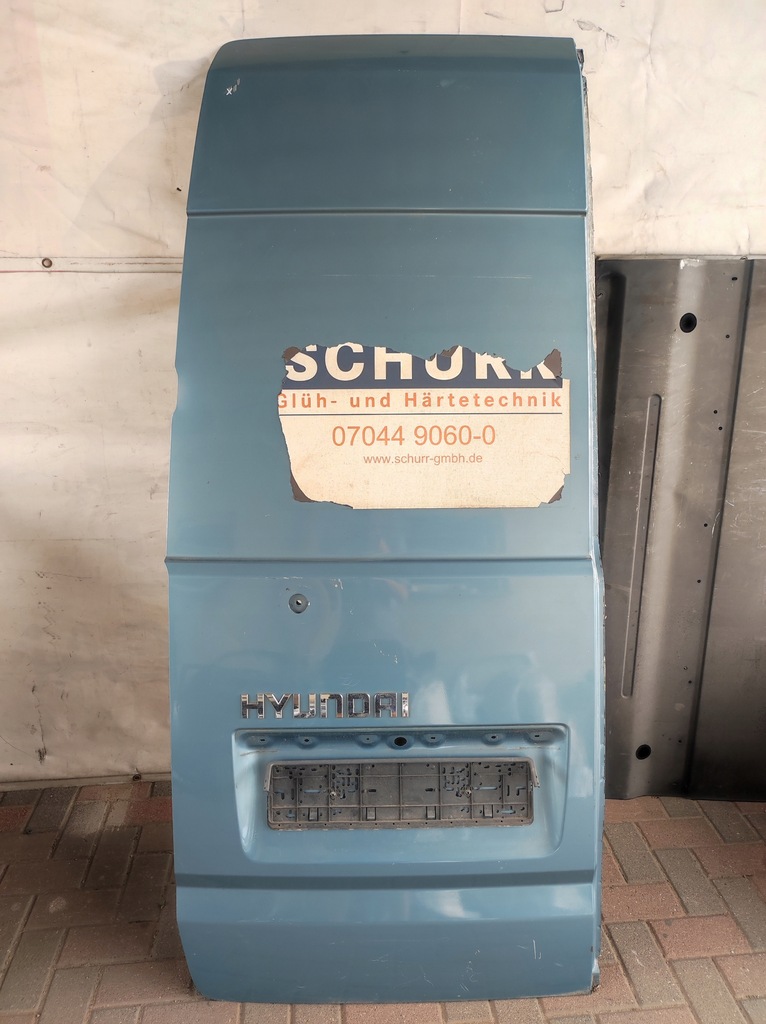 SCHURR
Glüh- und Härtetechnik
07044 9060-0
www.schurr-gmbh.de
HYUNDAI